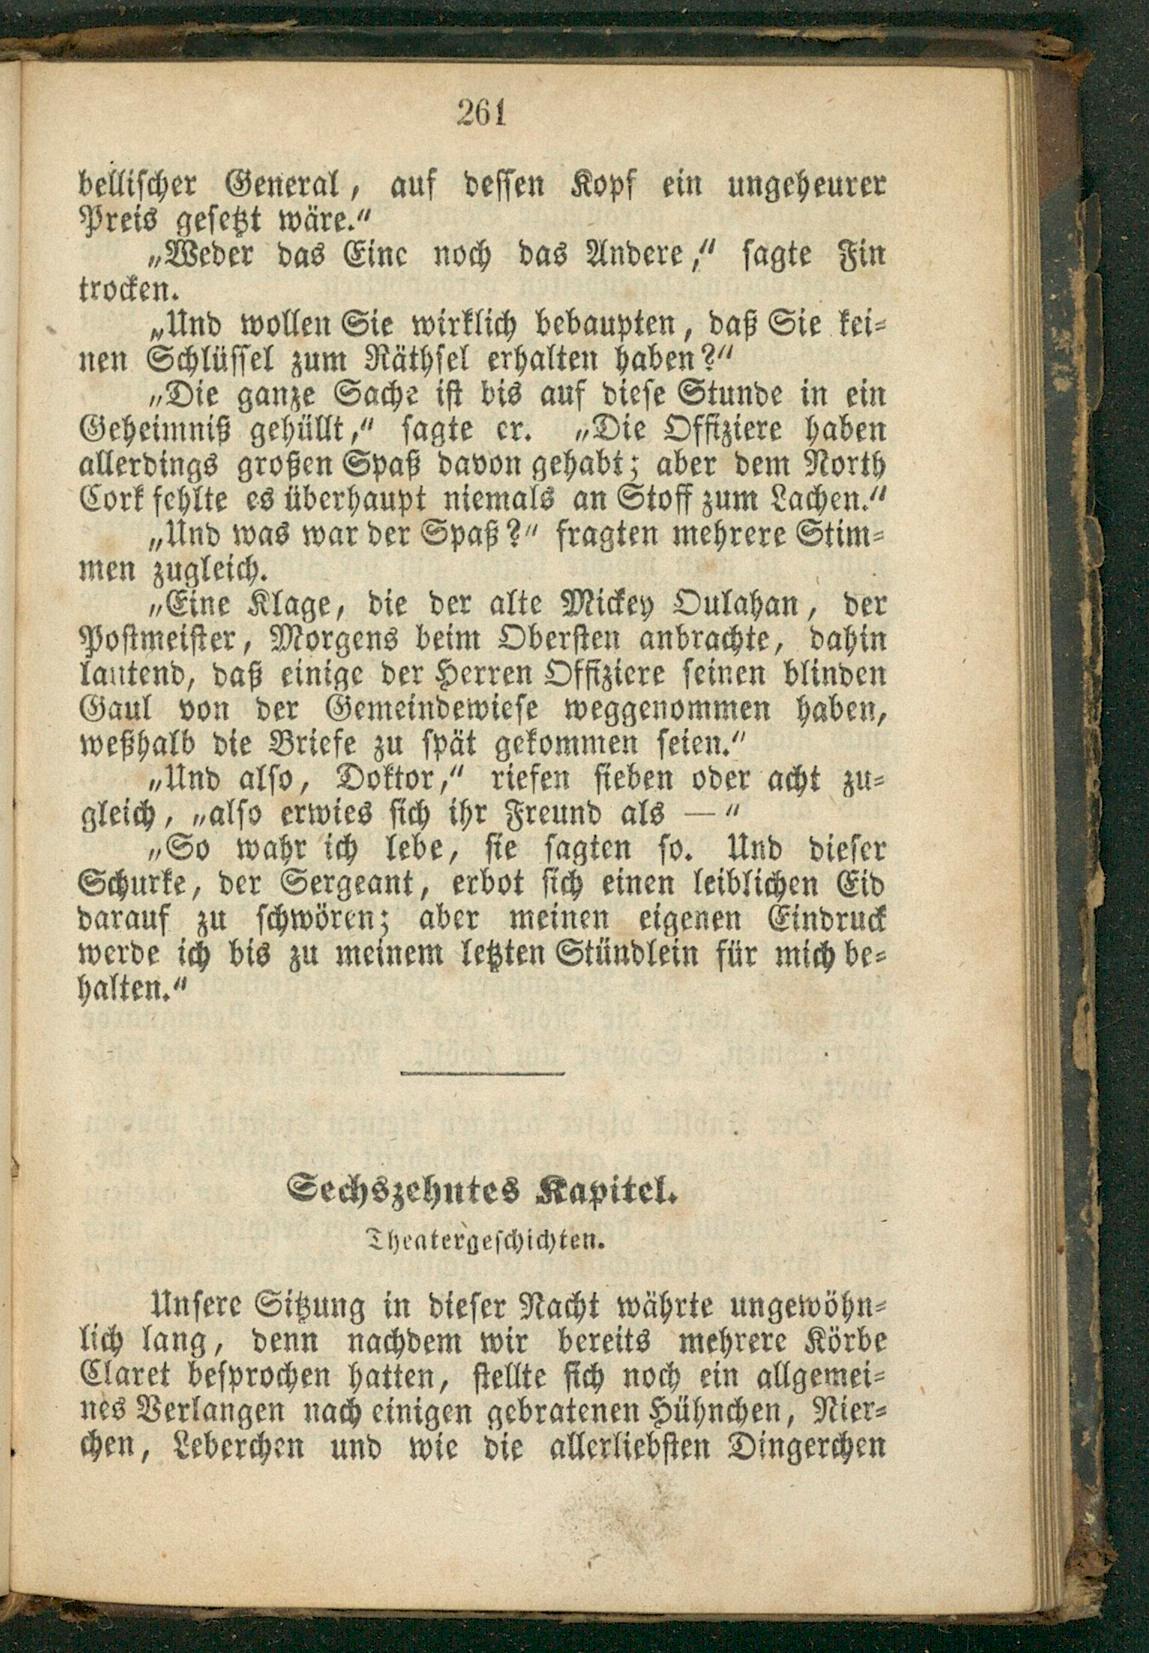 261
bellischer General, auf dessen Kopf ein ungeheurer
Preis gesetzt wäre."
„Weder das Eine noch das Andere," sagte Fin
trocken.
„Und wollen Sie wirklich bebaupten, daß Sie kei-
nen Schlüssel zum Räthsel erhalten haben?"
„Die ganze Sache ist bis auf diese Stunde in ein
Geheimniß gehüllt," sagte er. „Die Offiziere haben
allerdings großen Spaß davon gehabt; aber dem North
Cork fehlte es überhaupt niemals an Stoff zum Lachen."
„Und was war der Spaß?" fragten mehrere Stim-
men zugleich.
„Eine Klage, die der alte Mickey Oulahan, der
Postmeister, Morgens beim Obersten anbrachte, dahin
lautend, daß einige der Herren Offiziere seinen blinden
Gaul von der Gemeindewiese weggenommen haben,
weßhalb die Briefe zu spät gekommen seien."
„Und also, Doktor," riefen sieben oder acht zu-
gleich, „also erwies sich ihr Freund als — "
„So wahr ich lebe, sie sagten so. Und dieser
Schurke, der Sergeant, erbot sich einen leiblichen Eid
darauf zu schwören; aber meinen eigenen Eindruck
werde ich bis zu meinem letzten Stündlein für mich be-
halten."
Sechszehntes Kapitel.
Theatergeschichten.
Unsere Sitzung in dieser Nacht währte ungewöhn-
lich lang, denn nachdem wir bereits mehrere Körbe
Claret besprochen hatten, stellte sich noch ein allgemei-
nes Verlangen nach einigen gebratenen Hühnchen, Nier-
chen, Leberchen und wie die allerliebsten Dingerchen